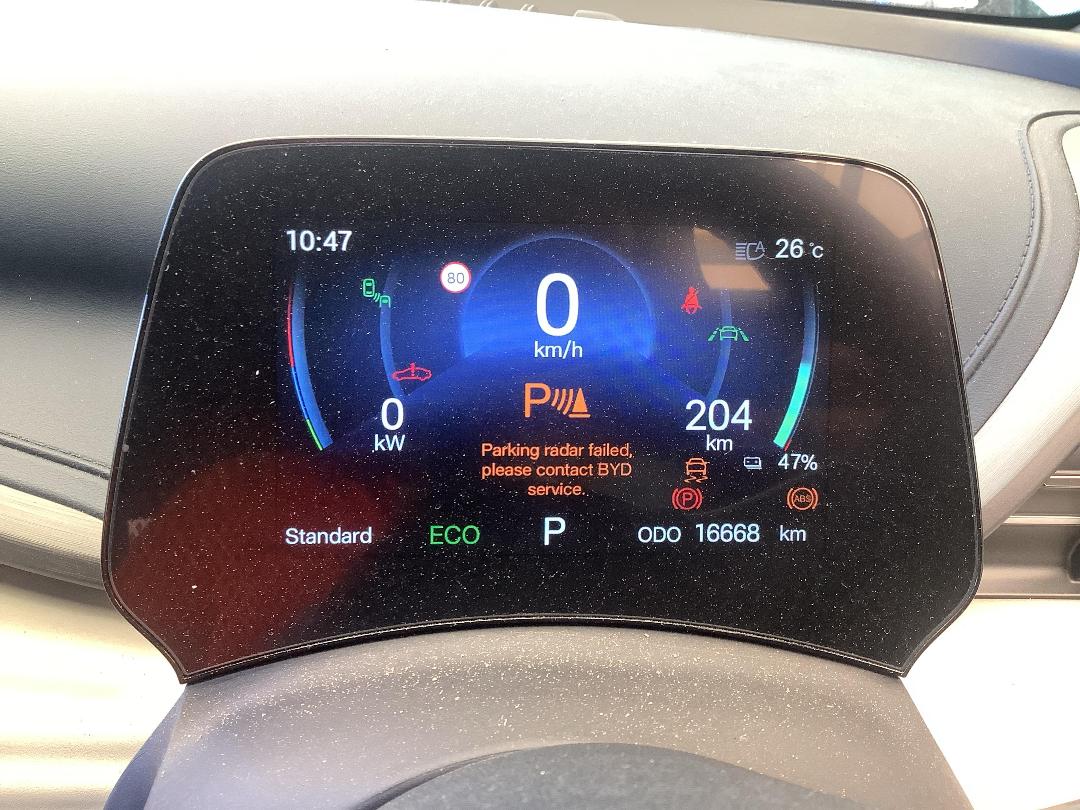 10:47
A 26 °C
80
0
km/h
0
kW
P
204
km
Parking radar failed,
please contact BYD
service.
47%
P
ABS
Standard
ECO
P
ODO 16668 km